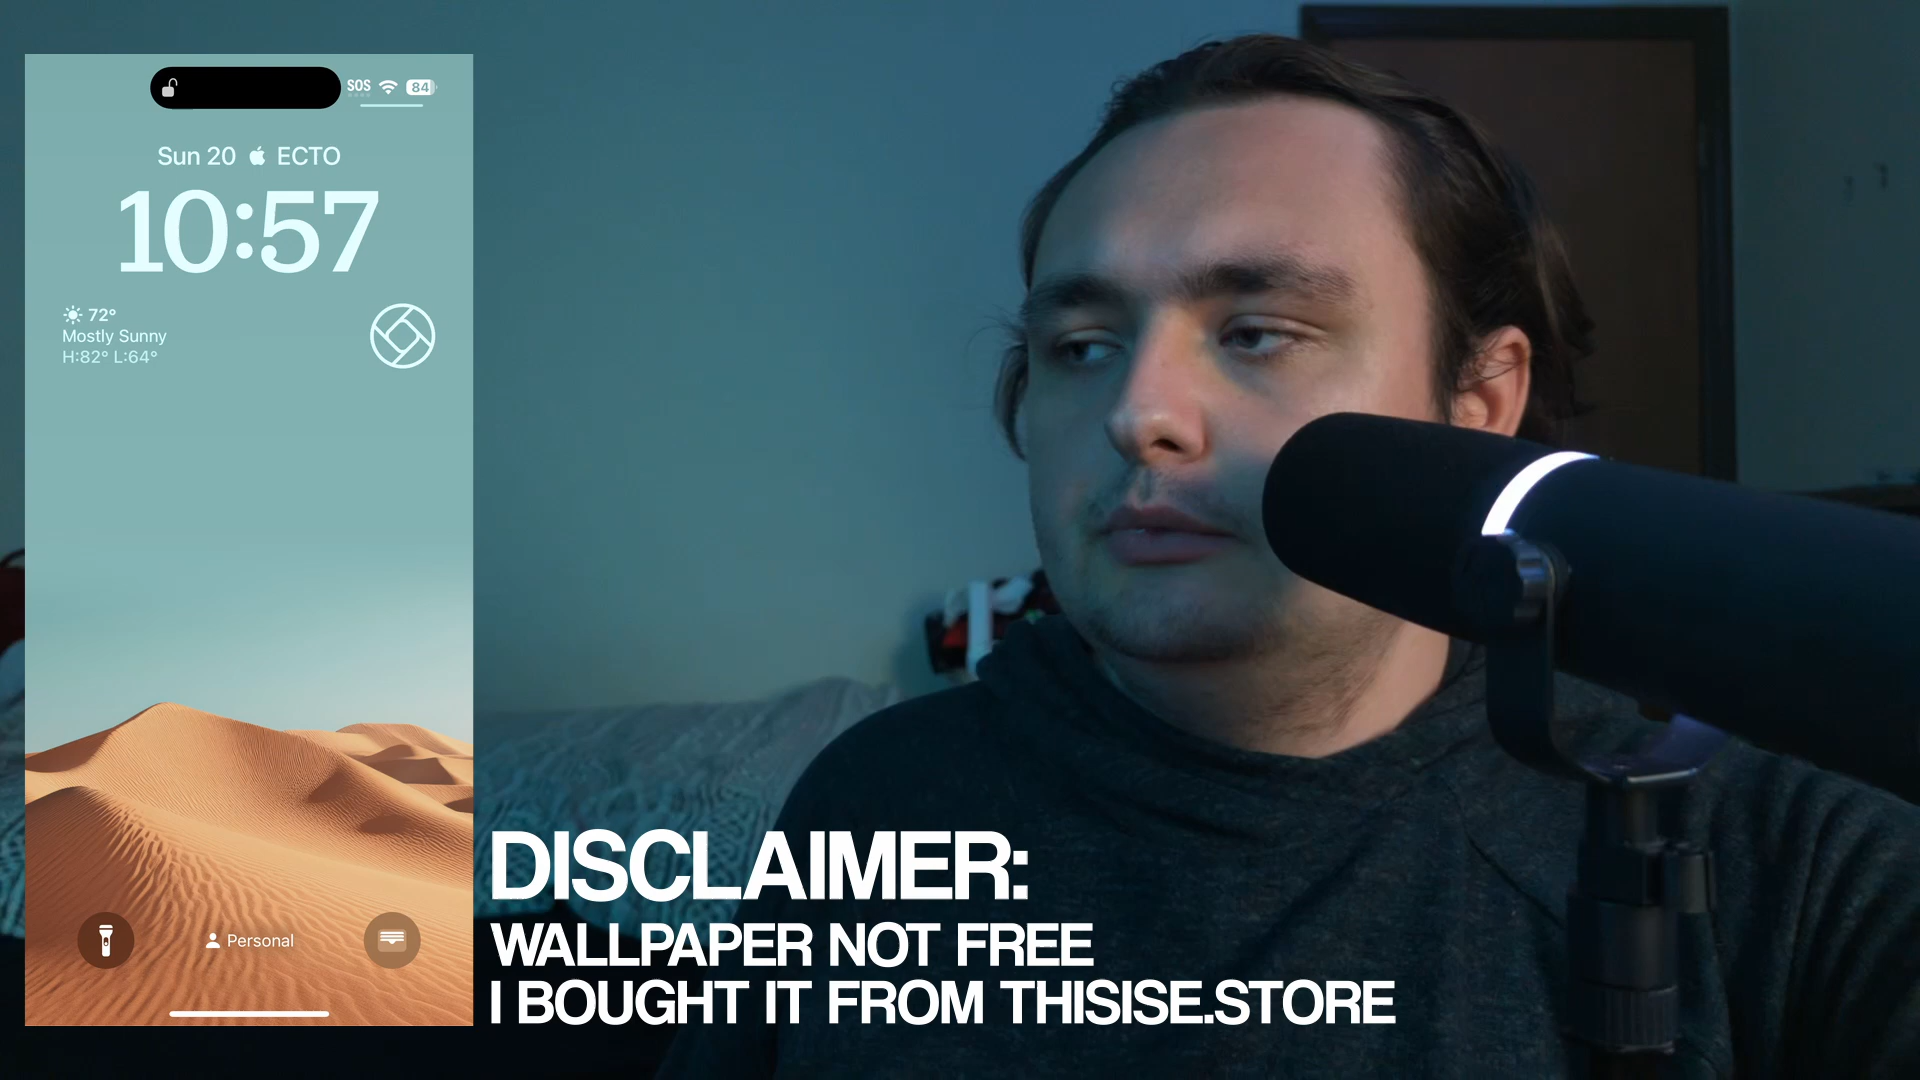 SOS 84
Sun 20  ECTO
10:57
72°
Mostly Sunny
H:82° L:64°
Personal
DISCLAIMER:
WALLPAPER NOT FREE
I BOUGHT IT FROM THISISE.STORE